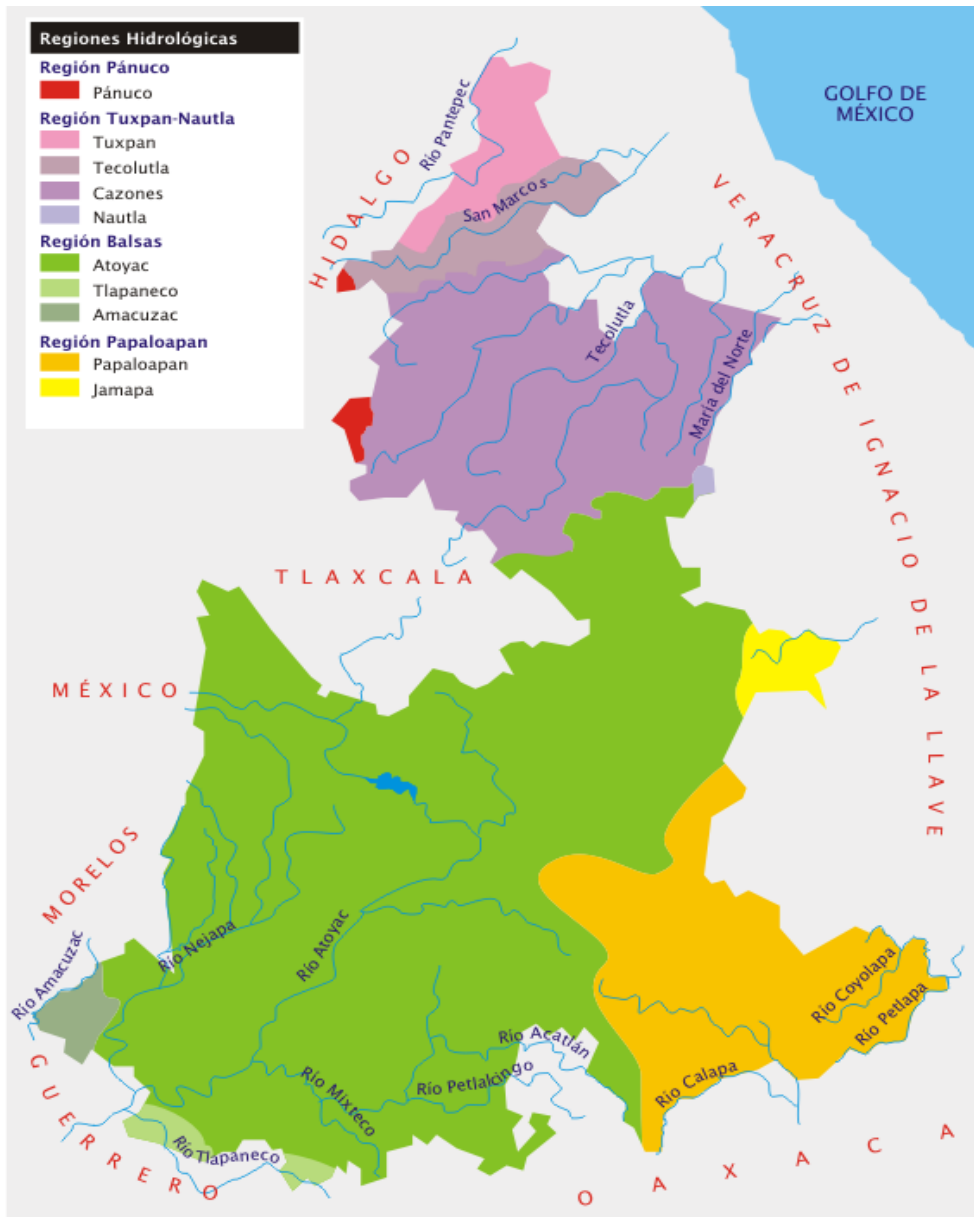 Regiones Hidrológicas
Región Pánuco
Pánuco
Región Tuxpan-Nautla
Tuxpan
Tecolutla
Cazones
Nautla
Región Balsas
Atoyac
Tlapaneco
Amacuzac
Región Papaloapan
Papaloapan
Jamapa
GOLFO DE
MÉXICO
HIDALGO
Río Pantepec
San Marcos
VERACRUZ DE IGNACIO DE LA LLAVE
Tecolutla
María del Norte
TLAXCALA
MÉXICO
MORELOS
Río Amacuzac
Río Nejapa
Río Atoyac
Río Coyolapa
Río Petlapa
Río Acatlán
Río Petlalcingo
Río Calapa
Río Mixteco
Río Tlapaneco
GUERRERO
OAXACA